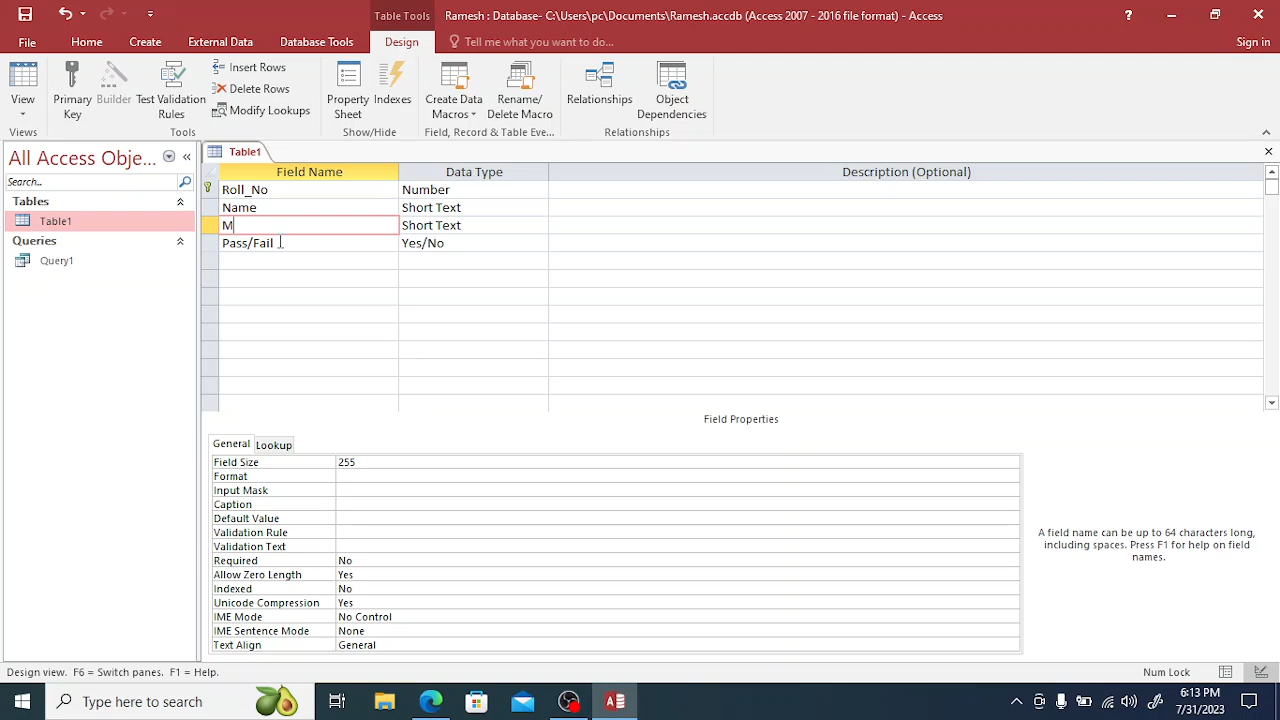 Table Tools
Ramesh : Database- C:\Users\pc\Documents\Ramesh.accdb (Access 2007 - 2016 file format) - Access
?
File
Home
Create
External Data
Database Tools
Design
Tell me what you want to do...
Sign in
View
Primary Key
Builder
Test Validation Rules
Insert Rows
Delete Rows
Modify Lookups
Property Sheet
Indexes
Create Data Macros
Rename/ Delete Macro
Relationships
Object Dependencies
Views
Tools
Show/Hide
Field, Record & Table Eve...
Relationships
All Access Obje...
Search...
Tables
Table1
Queries
Query1
Table1
Field Name Data Type Description (Optional)
Roll_No Number
Name Short Text
M Short Text
Pass/Fail Yes/No
Field Properties
General Lookup
Field Size 255
Format
Input Mask
Caption
Default Value
Validation Rule
Validation Text
Required No
Allow Zero Length Yes
Indexed No
Unicode Compression Yes
IME Mode No Control
IME Sentence Mode None
Text Align General
A field name can be up to 64 characters long,
including spaces. Press F1 for help on field
names.
Design view. F6 = Switch panes. F1 = Help.
Num Lock
Type here to search
6:13 PM
7/31/2023